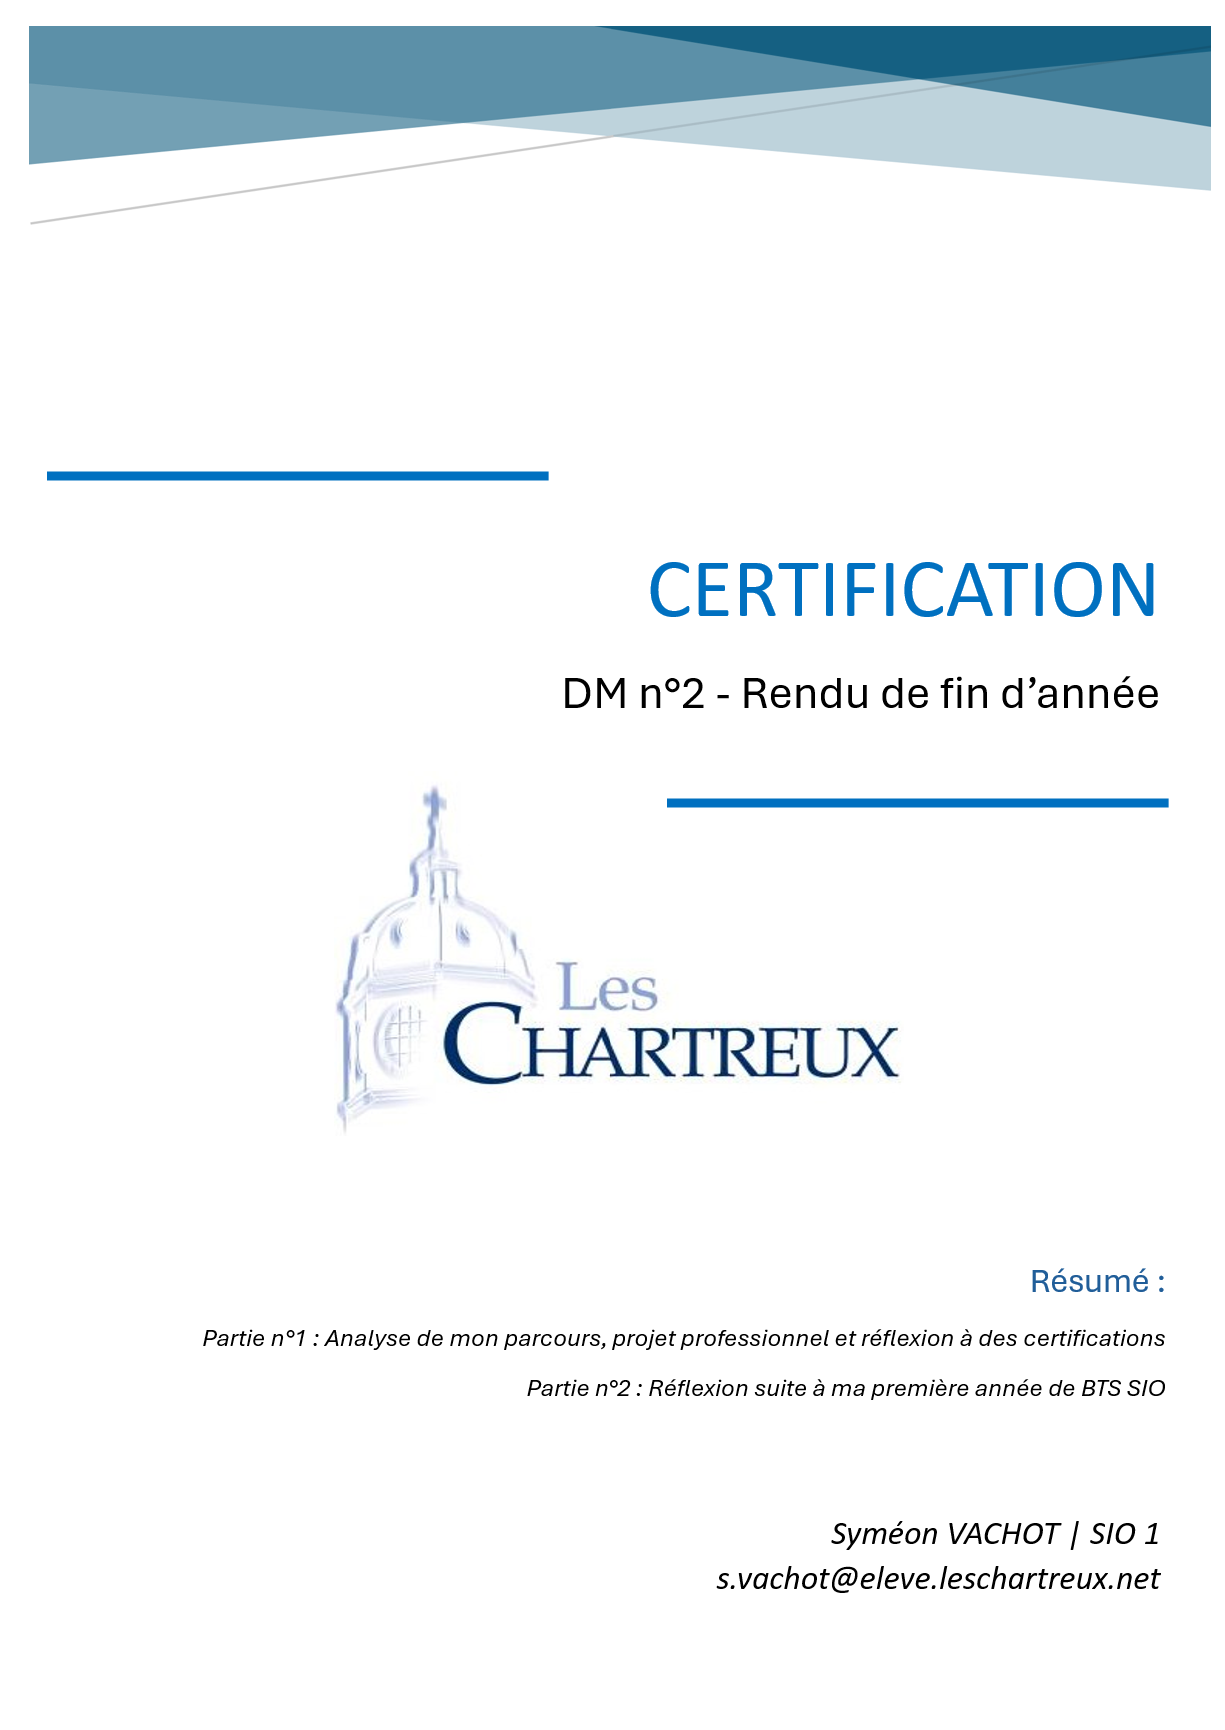 CERTIFICATION
DM n°2 - Rendu de fin d’année
Les
CHARTREUX
Résumé :
Partie n°1 : Analyse de mon parcours, projet professionnel et réflexion à des certifications
Partie n°2 : Réflexion suite à ma première année de BTS SIO
Syméon VACHOT | SIO 1
s.vachot@eleve.leschartreux.net